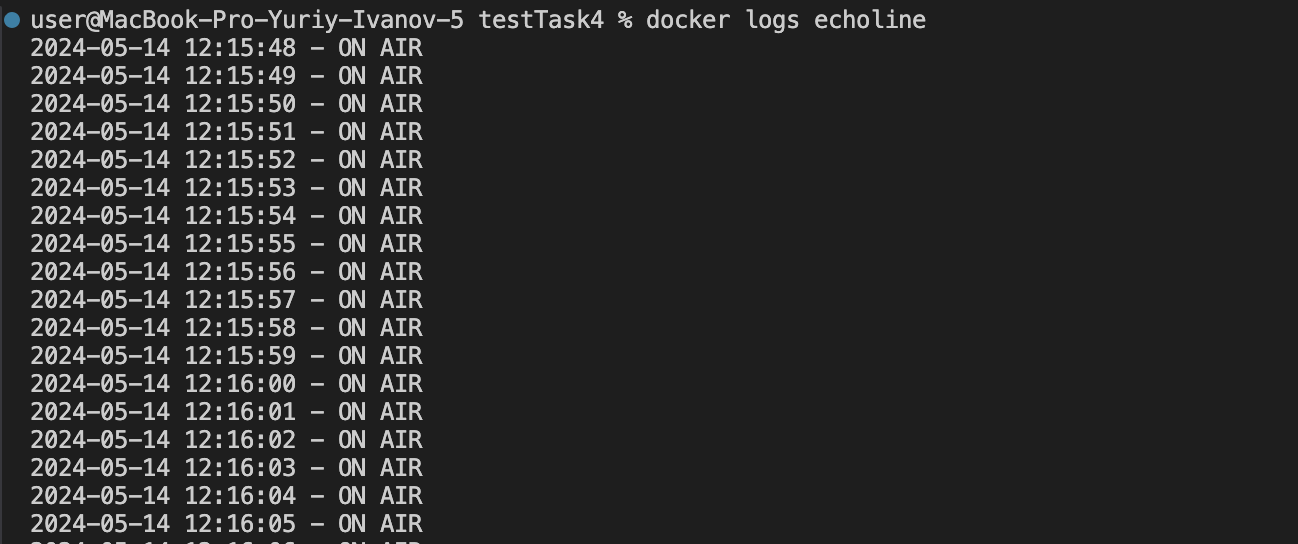 user@MacBook-Pro-Yuriy-Ivanov-5 testTask4 % docker logs echoline
2024-05-14 12:15:48 - ON AIR
2024-05-14 12:15:49 - ON AIR
2024-05-14 12:15:50 - ON AIR
2024-05-14 12:15:51 - ON AIR
2024-05-14 12:15:52 - ON AIR
2024-05-14 12:15:53 - ON AIR
2024-05-14 12:15:54 - ON AIR
2024-05-14 12:15:55 - ON AIR
2024-05-14 12:15:56 - ON AIR
2024-05-14 12:15:57 - ON AIR
2024-05-14 12:15:58 - ON AIR
2024-05-14 12:15:59 - ON AIR
2024-05-14 12:16:00 - ON AIR
2024-05-14 12:16:01 - ON AIR
2024-05-14 12:16:02 - ON AIR
2024-05-14 12:16:03 - ON AIR
2024-05-14 12:16:04 - ON AIR
2024-05-14 12:16:05 - ON AIR